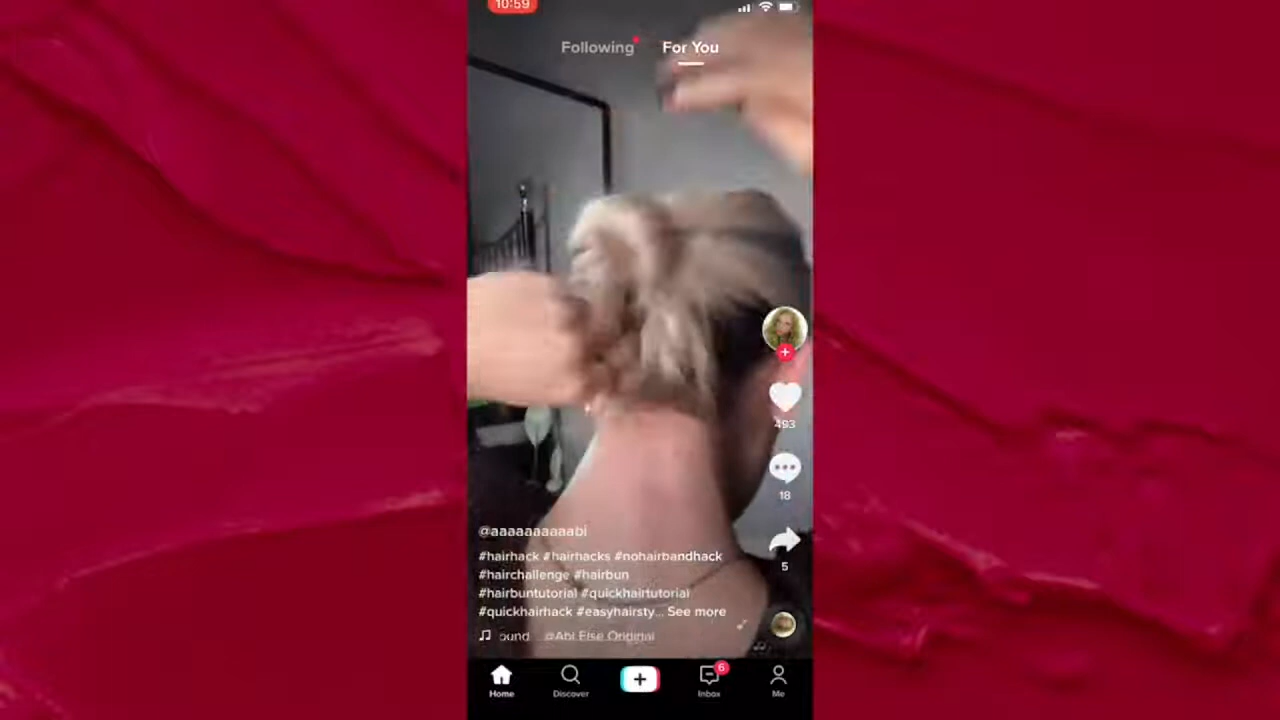 10:59
Following For You
493
18
5
@aaaaaaaaaabi
#hairhack #hairhacks #nohairbandhack
#hairchallenge #hairbun
#hairbuntutorial #quickhairtutorial
#quickhairhack #easyhairsty... See more
ound @Abi Else Original
Home Discover Inbox 6 Me